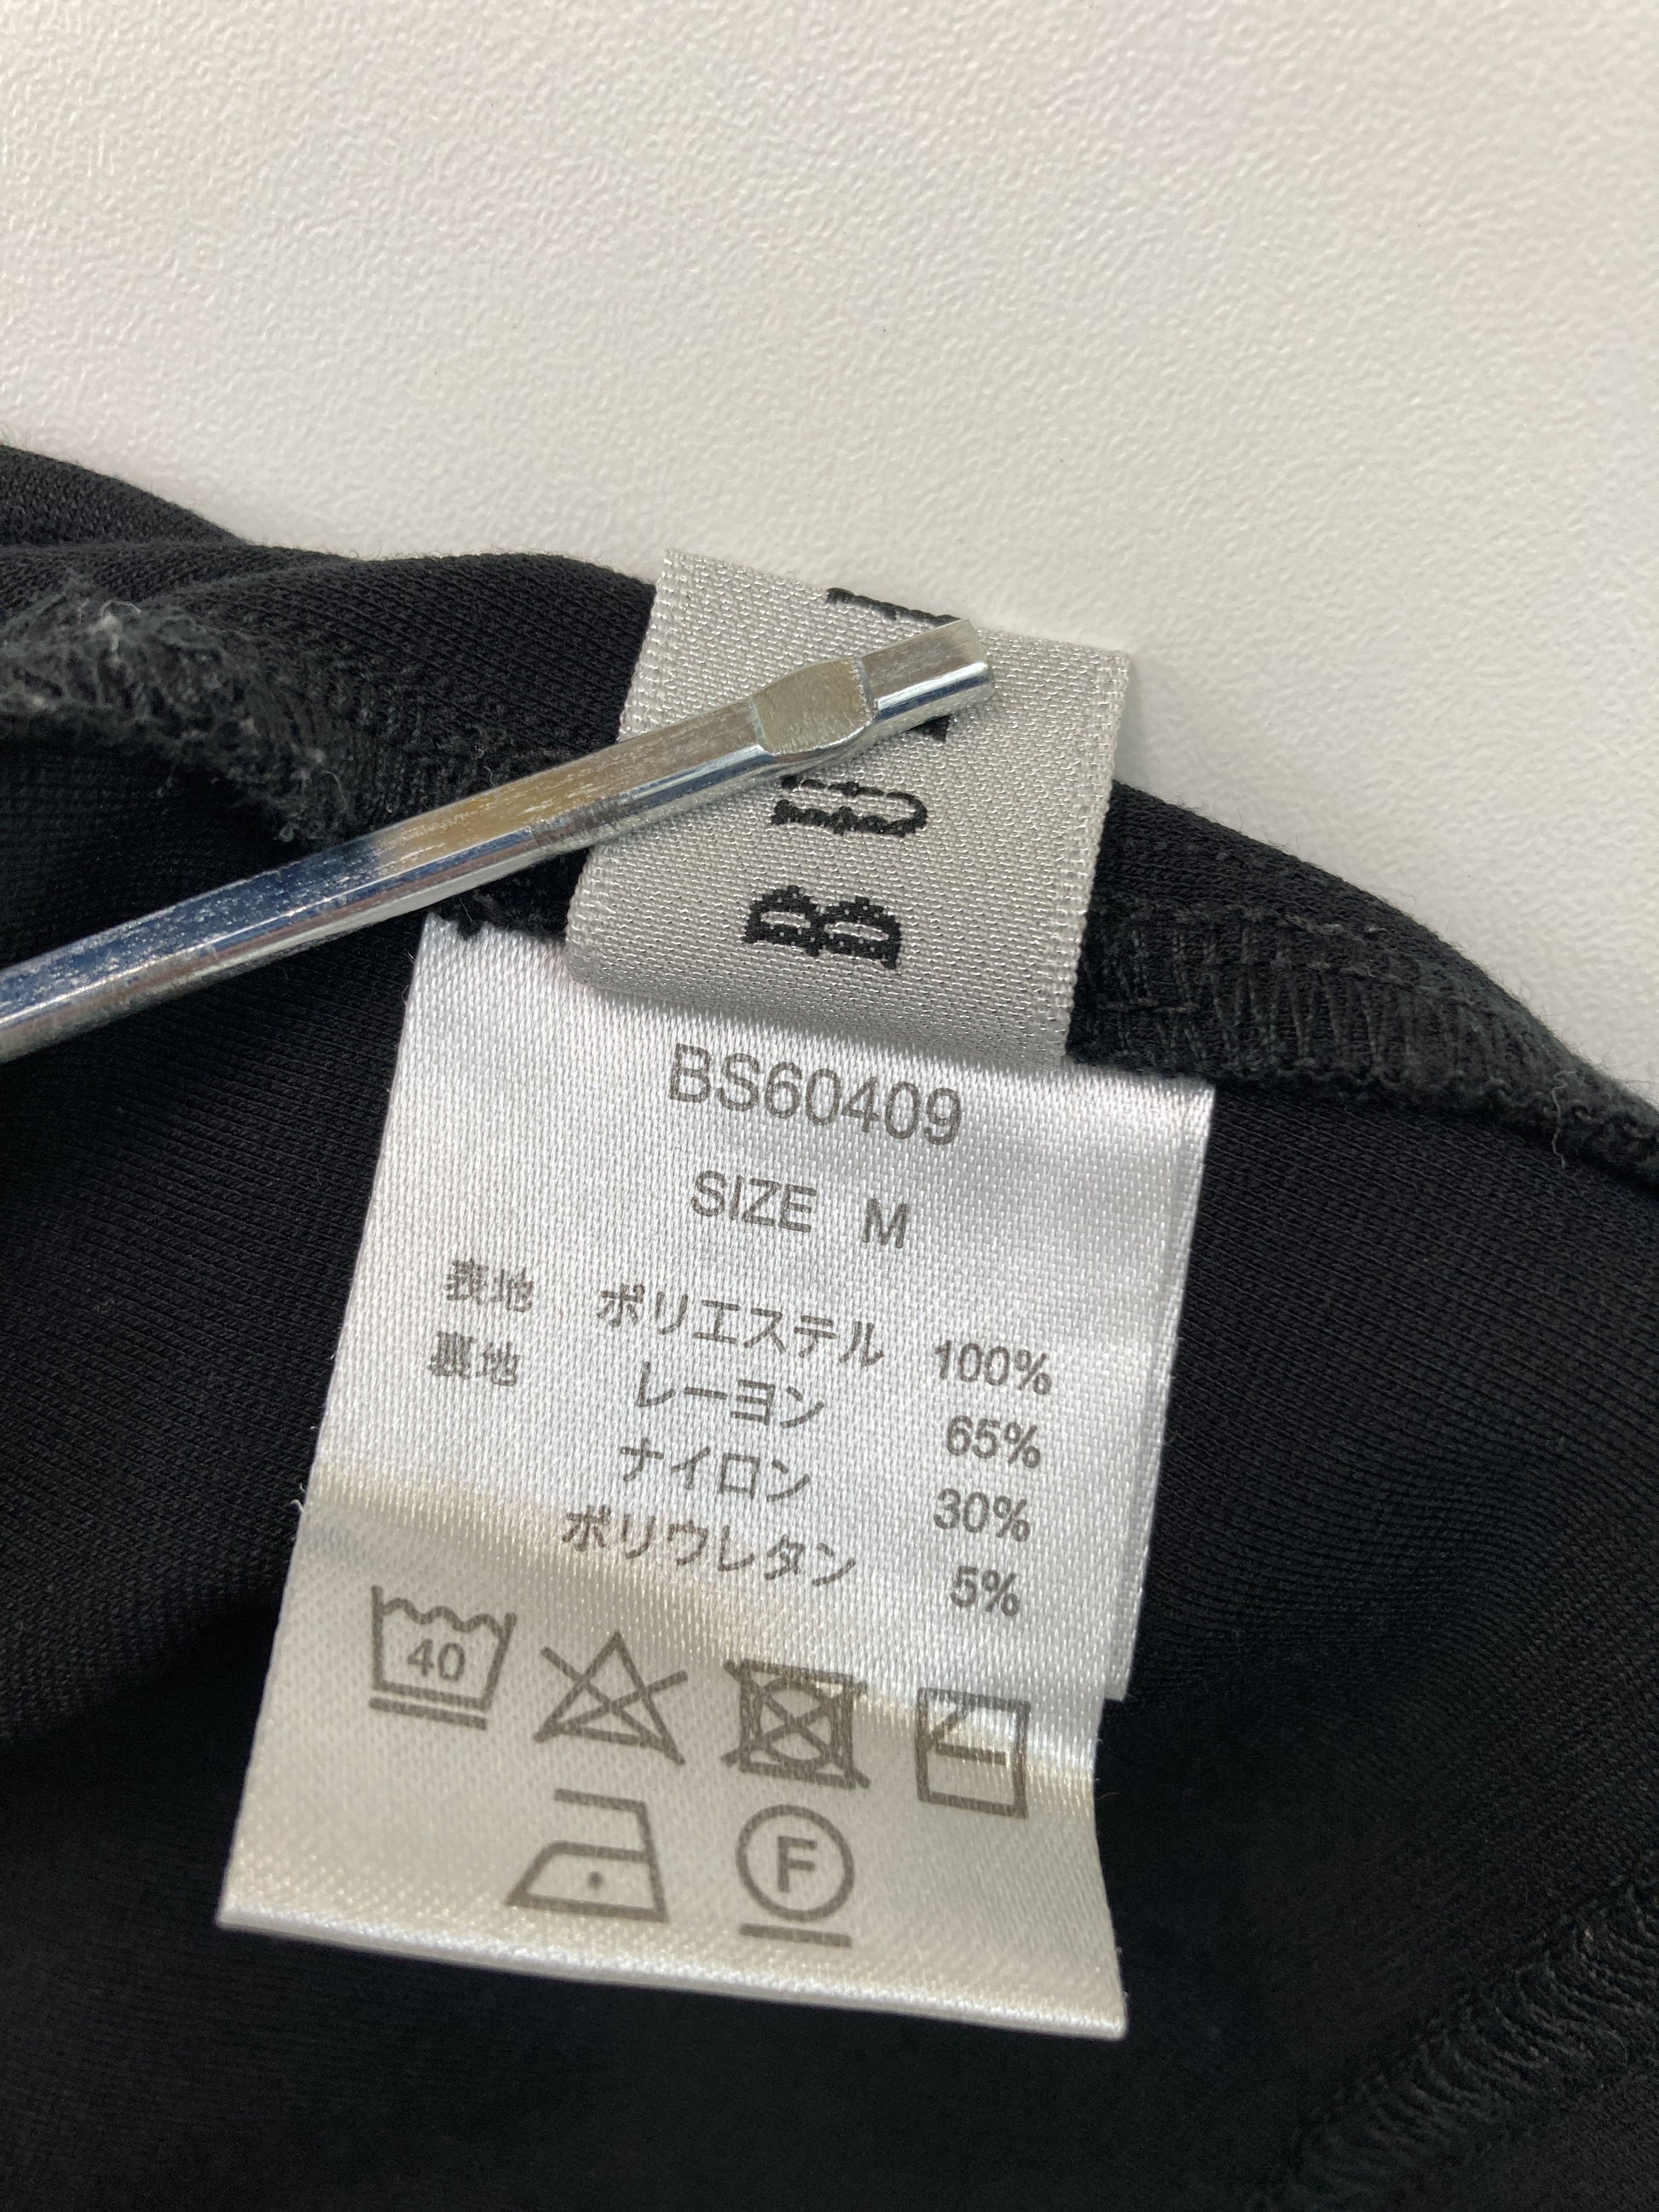 BU
BS60409
SIZE M
表地 ポリエステル 100%
裏地 レーヨン 65%
ナイロン 30%
ポリウレタン 5%
40
F